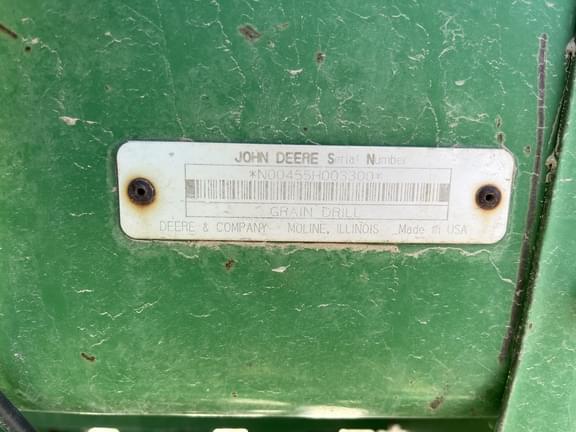 JOHN DEERE Serial Number
*N00455H003300*
GRAIN DRILL
DEERE & COMPANY MOLINE, ILLINOIS Made in USA